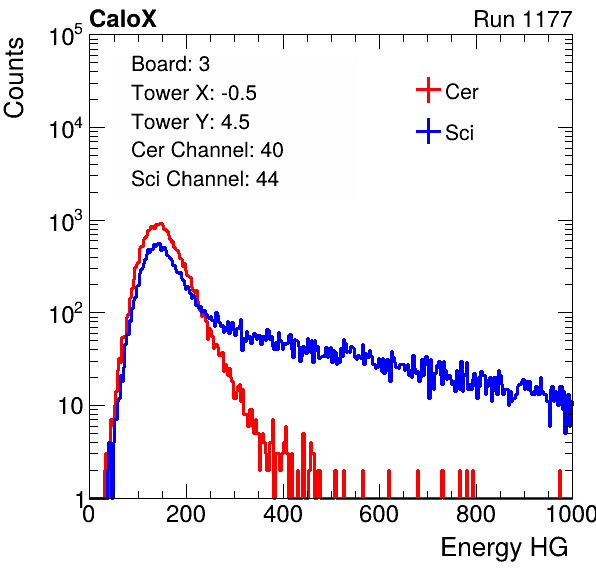 CaloX Run 1177
Counts
10^5
10^4
10^3
10^2
10
1
Board: 3
Tower X: -0.5
Tower Y: 4.5
Cer Channel: 40
Sci Channel: 44
Cer
Sci
0 200 400 600 800 1000
Energy HG